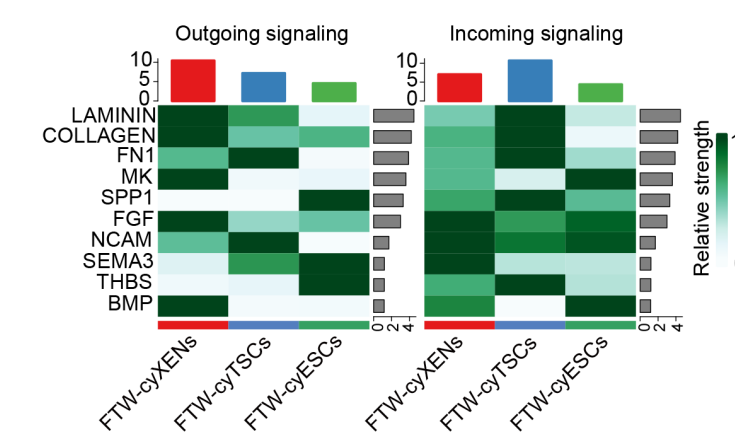 Outgoing signaling
Incoming signaling
10
5
0
10
5
0
LAMININ
COLLAGEN
FN1
MK
SPP1
FGF
NCAM
SEMA3
THBS
BMP
0 2 4
0 2 4
FTW-cyXENs
FTW-cyTSCs
FTW-cyESCs
FTW-cyXENs
FTW-cyTSCs
FTW-cyESCs
Relative strength